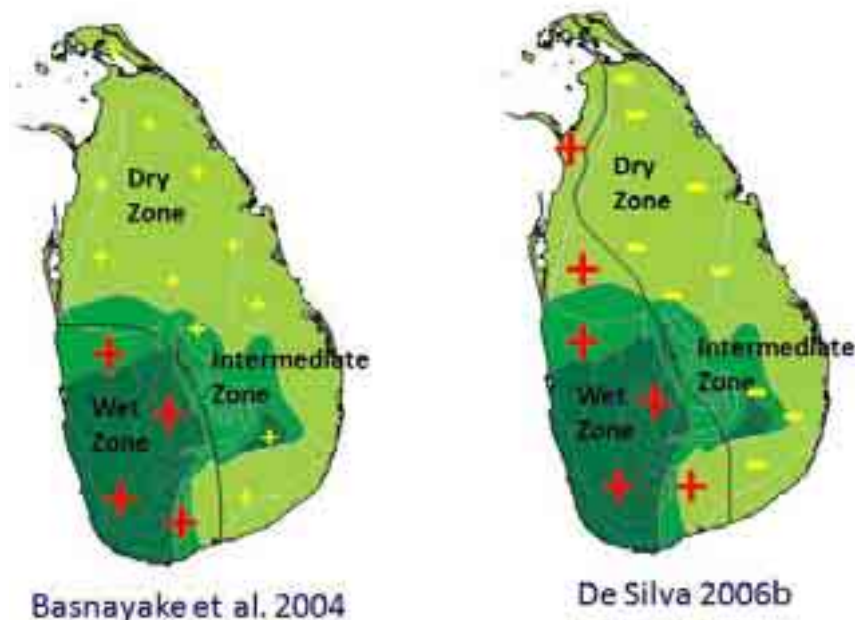 Dry
Zone
Intermediate
Zone
Wet
Zone
Basnayake et al. 2004
Dry
Zone
Intermediate
Zone
Wet
Zone
De Silva 2006b